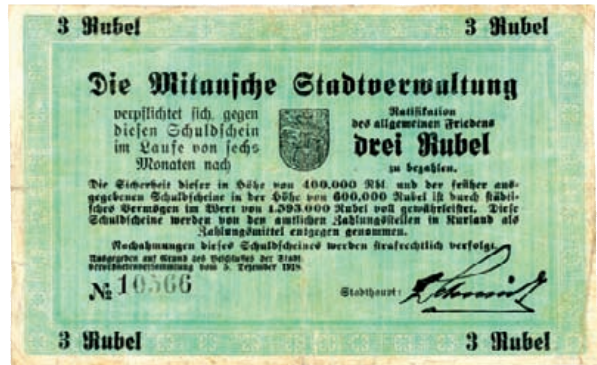 3 Rubel 3 Rubel
Die Mitausche Stadtverwaltung
verpflichtet sich gegen
diesen Schuldschein
im Laufe von sechs
Monaten nach
Ratifikation
des allgemeinen Friedens
drei Rubel
zu bezahlen.
Die Sicherheit dieser in Höhe von 400.000 Rbl. und der früher aus-
gegebenen Schuldscheine in der Höhe von 600,000 Rubel ist durch städti-
sches Vermögen im Wert von 1.393.000 Rubel voll gewährleistet. Diese
Schuldscheine werden von den amtlichen Zahlungsstellen in Kurland als
Zahlungsmittel entgegen genommen.
Nachahmungen dieses Schuldscheines werden strafrechtlich verfolgt.
Ausgegeben auf Grund des Beschlusses der Stadt-
verordnetenversammlung vom 5. Dezember 1918.
№ 10566
Stadthaupt:
3 Rubel 3 Rubel